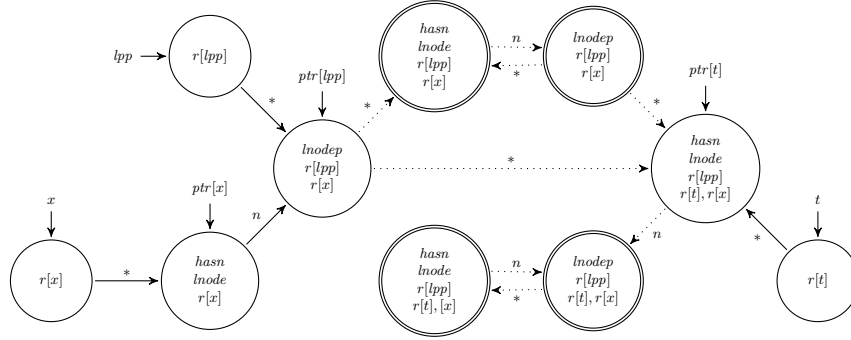 lpp
r[lpp]
*
ptr[lpp]
lnodep
r[lpp]
r[x]
*
hasn
lnode
r[lpp]
r[x]
n
*
lnodep
r[lpp]
r[x]
*
ptr[t]
hasn
lnode
r[lpp]
r[t], r[x]
*
x
r[x]
*
ptr[x]
hasn
lnode
r[x]
n
hasn
lnode
r[lpp]
r[t], [x]
n
*
lnodep
r[lpp]
r[t], r[x]
n
*
t
r[t]